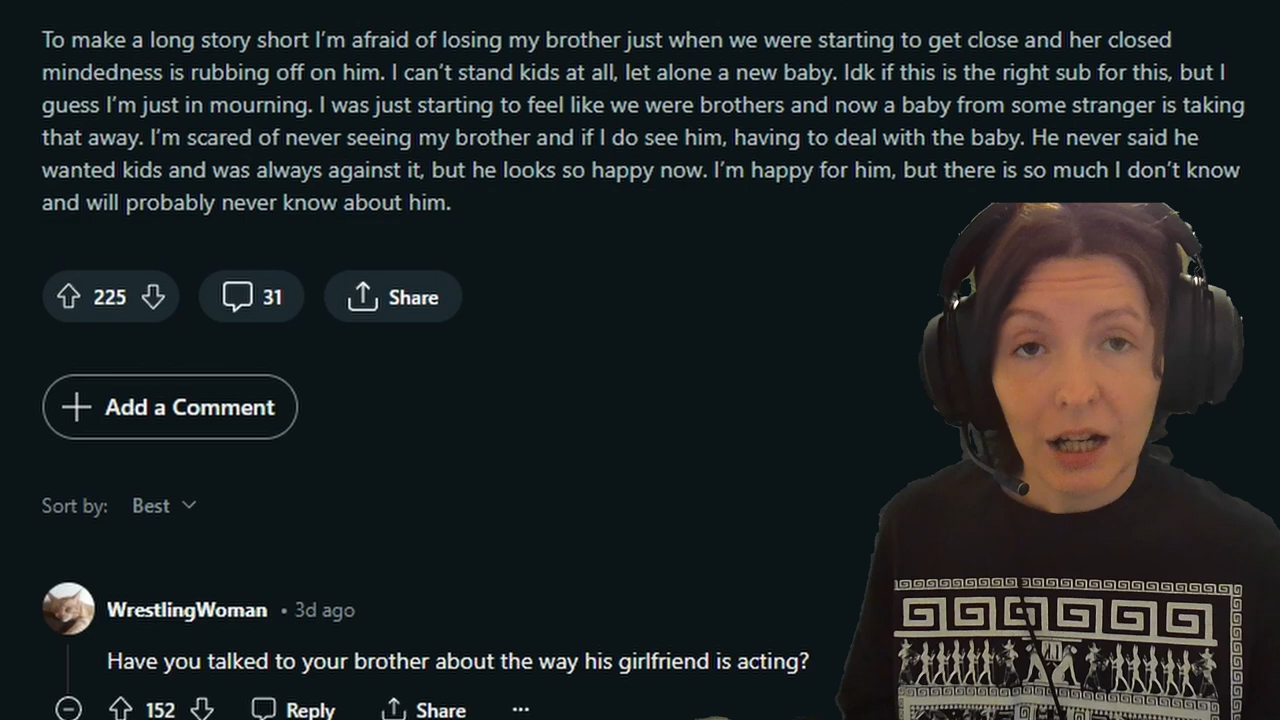 To make a long story short I’m afraid of losing my brother just when we were starting to get close and her closed
mindedness is rubbing off on him. I can’t stand kids at all, let alone a new baby. Idk if this is the right sub for this, but I
guess I’m just in mourning. I was just starting to feel like we were brothers and now a baby from some stranger is taking
that away. I’m scared of never seeing my brother and if I do see him, having to deal with the baby. He never said he
wanted kids and was always against it, but he looks so happy now. I’m happy for him, but there is so much I don’t know
and will probably never know about him.
225
31
Share
Add a Comment
Sort by: Best
WrestlingWoman • 3d ago
Have you talked to your brother about the way his girlfriend is acting?
152
Reply
Share